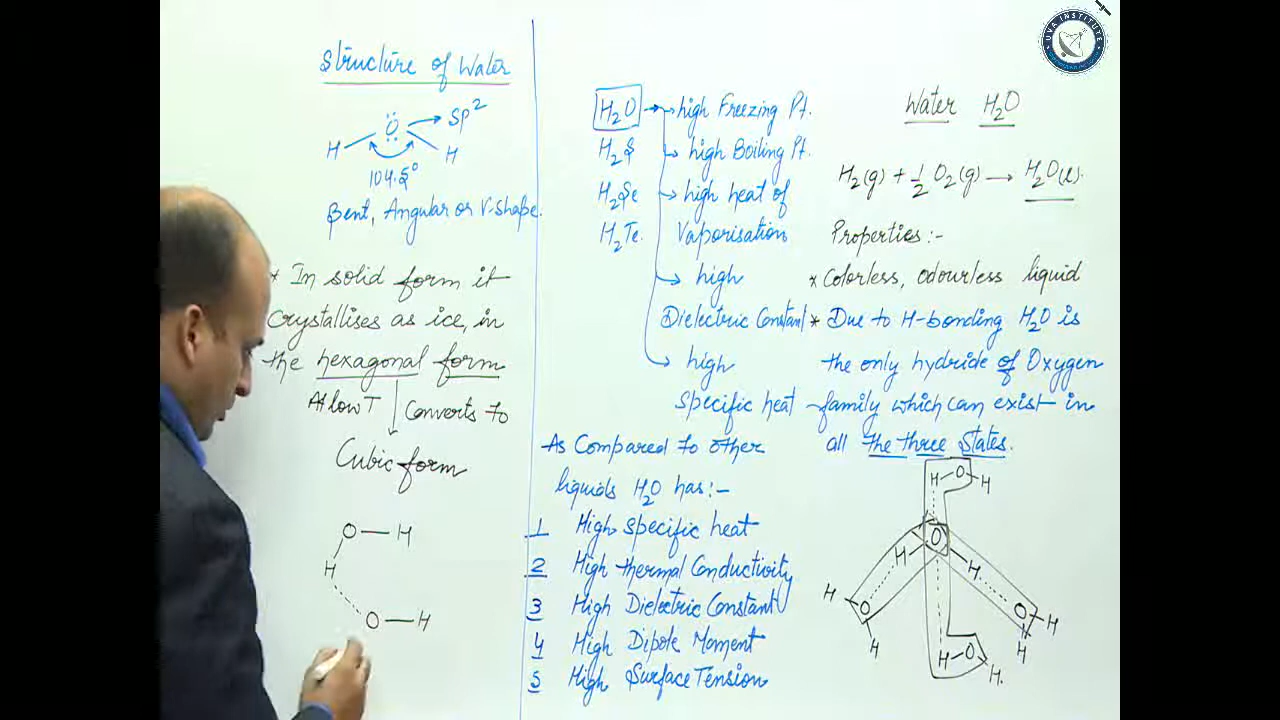 UVA INSTITUTE
Structure of Water
Ö → Sp²
H H
104.5°
Bent, Angular or V-shape.
* In solid form it
Crystallises as ice, in
the hexagonal form
At low T Converts to
Cubic form
O — H
H
O — H
H₂O → high Freezing Pt.
H₂S → high Boiling Pt.
H₂Se → high heat of
H₂Te. Vaporisation
→ high
Dielectric Constant
→ high
specific heat
As Compared to other
liquids H₂O has:-
1 High specific heat
2 High thermal Conductivity
3 High Dielectric Constant
4 High Dipole Moment
5 High Surface Tension
Water H₂O
H₂(g) + 1/2 O₂(g) → H₂O(l).
Properties:-
* Colorless, odourless liquid
* Due to H-bonding H₂O is
the only hydride of Oxygen
family which can exist in
all the three States.
H—O—H
O
H H
H O O H
H H
H—O
H.